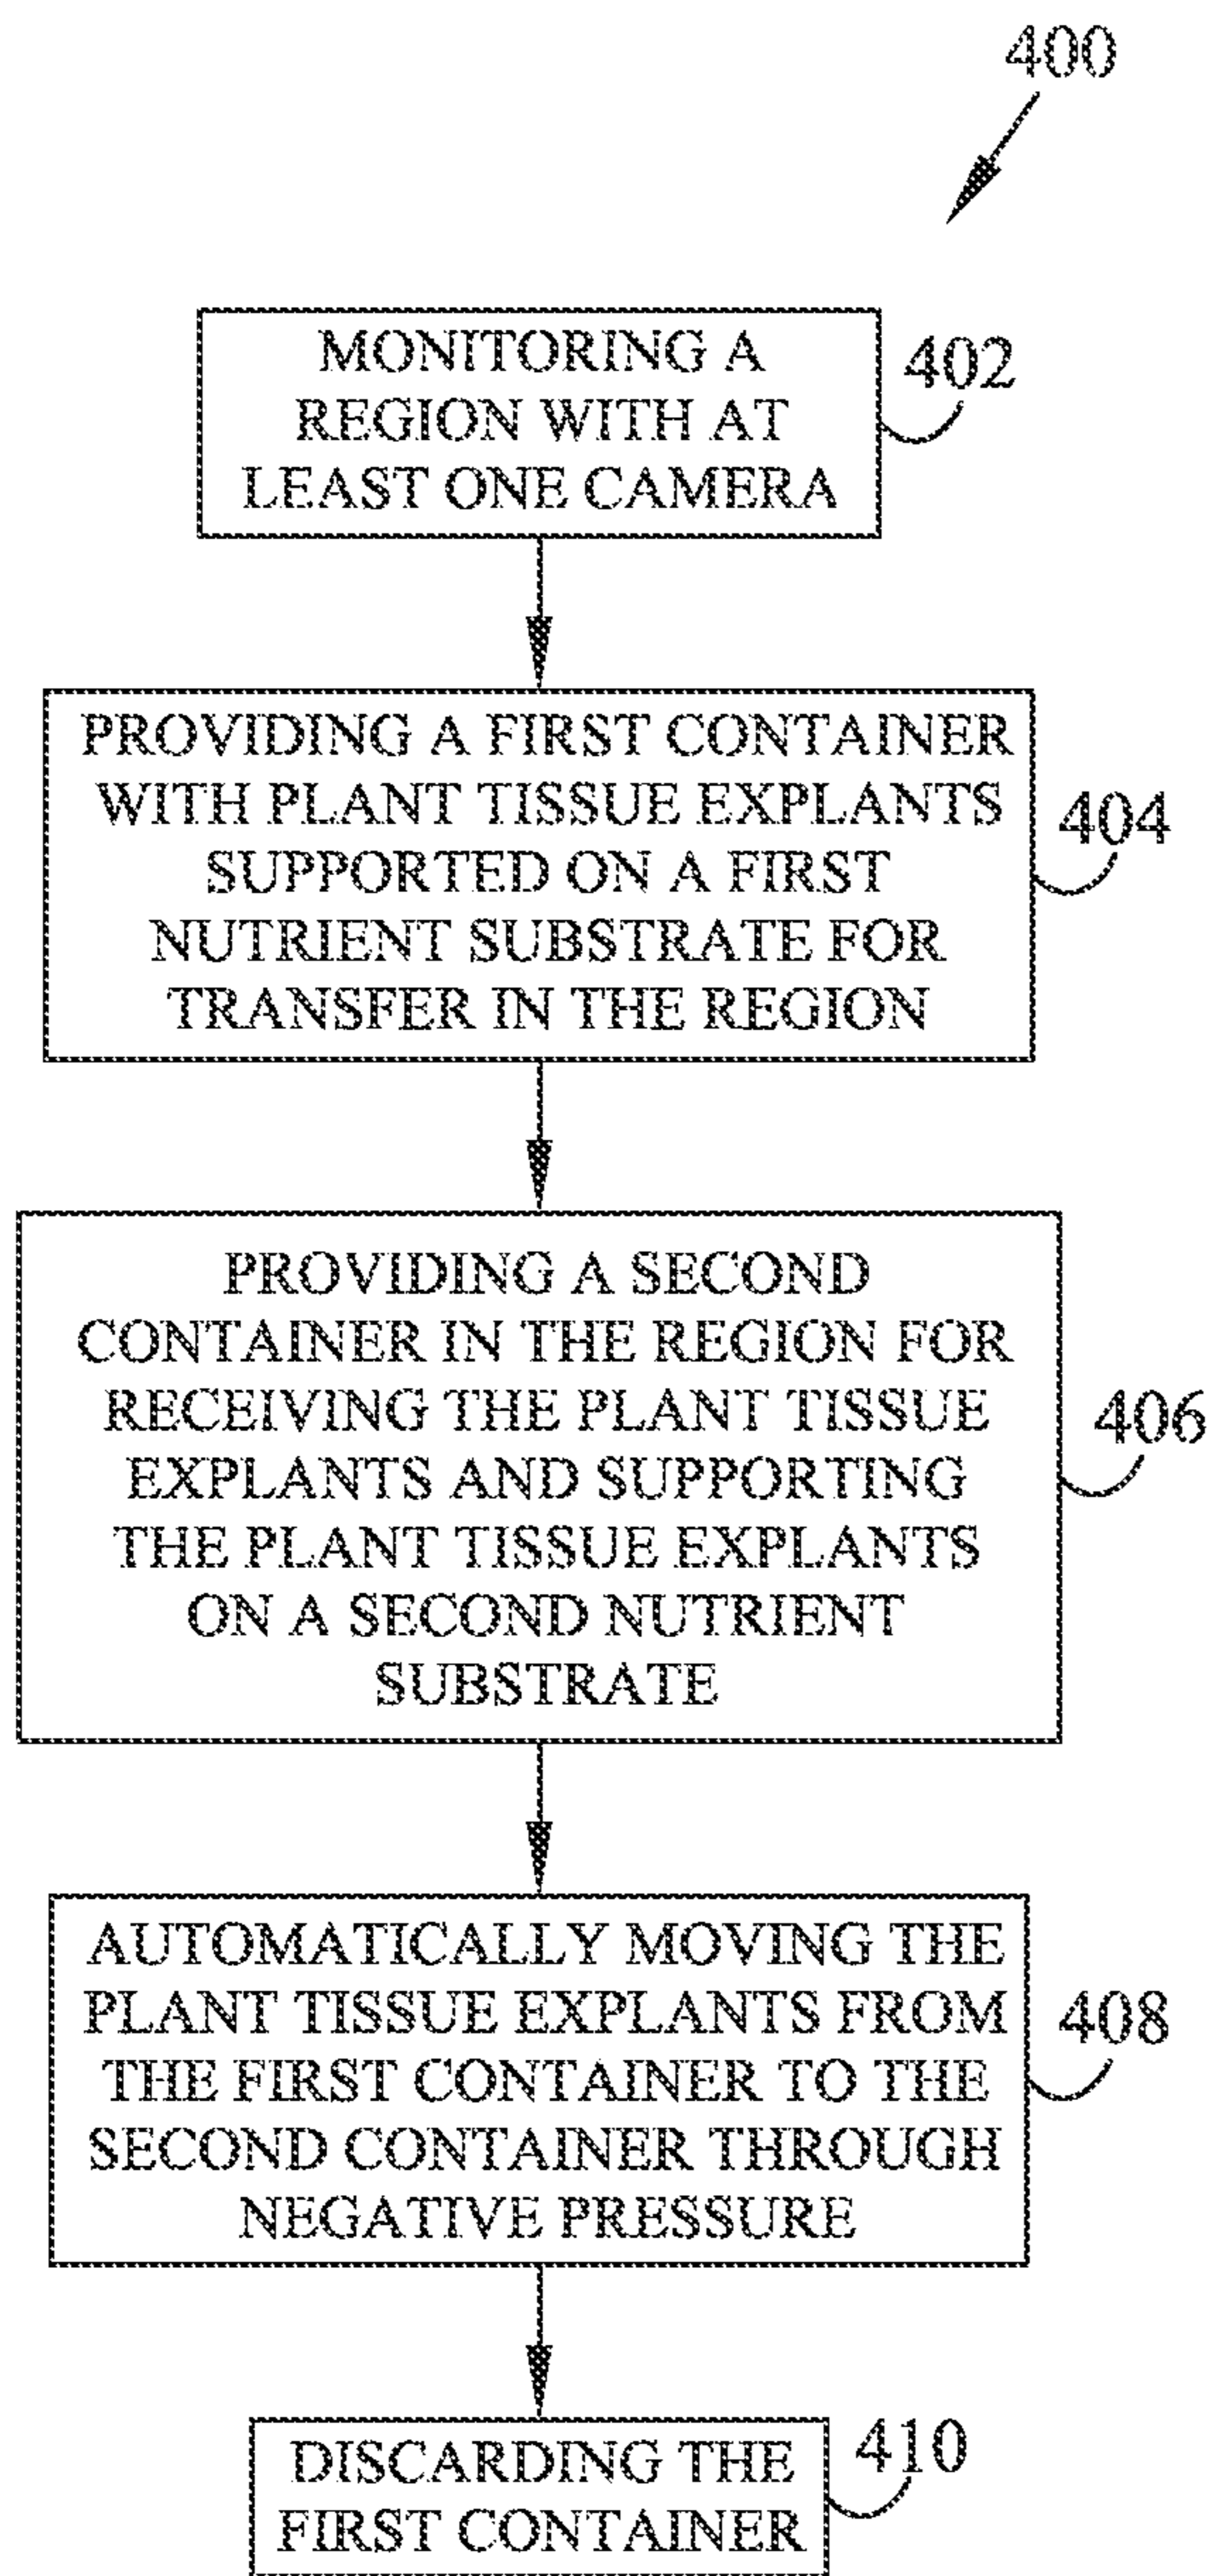 400
MONITORING A
REGION WITH AT
LEAST ONE CAMERA
402
PROVIDING A FIRST CONTAINER
WITH PLANT TISSUE EXPLANTS
SUPPORTED ON A FIRST
NUTRIENT SUBSTRATE FOR
TRANSFER IN THE REGION
404
PROVIDING A SECOND
CONTAINER IN THE REGION FOR
RECEIVING THE PLANT TISSUE
EXPLANTS AND SUPPORTING
THE PLANT TISSUE EXPLANTS
ON A SECOND NUTRIENT
SUBSTRATE
406
AUTOMATICALLY MOVING THE
PLANT TISSUE EXPLANTS FROM
THE FIRST CONTAINER TO THE
SECOND CONTAINER THROUGH
NEGATIVE PRESSURE
408
DISCARDING THE
FIRST CONTAINER
410